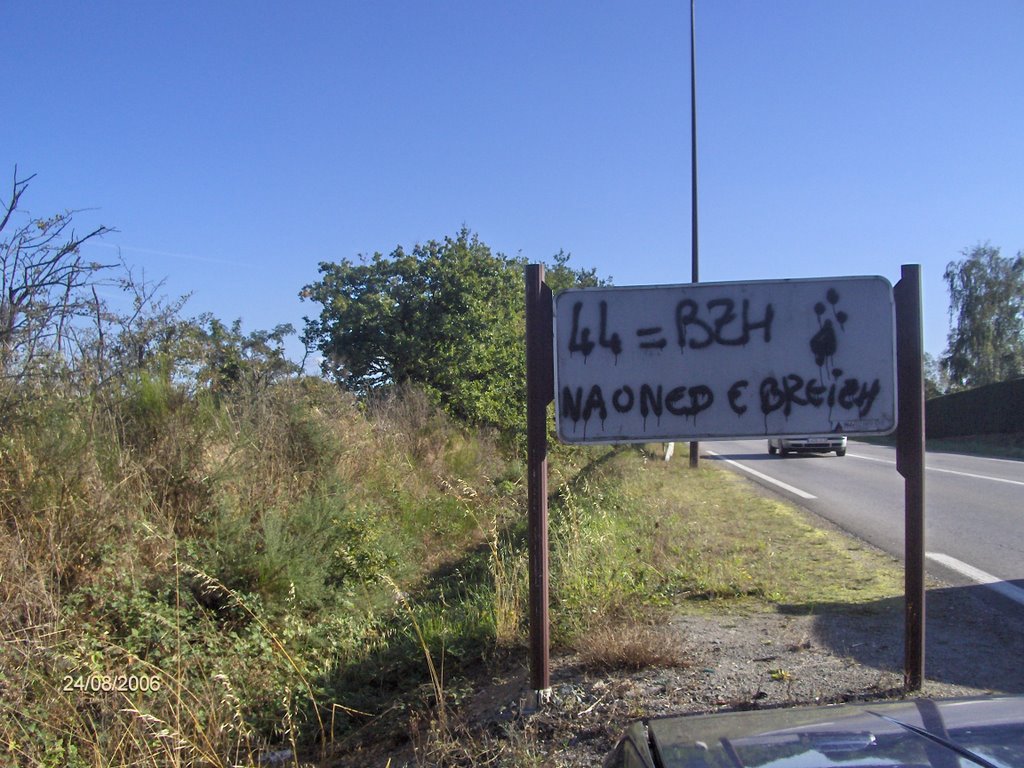 44 = BZH
NAONED E BREIZH
24/08/2006